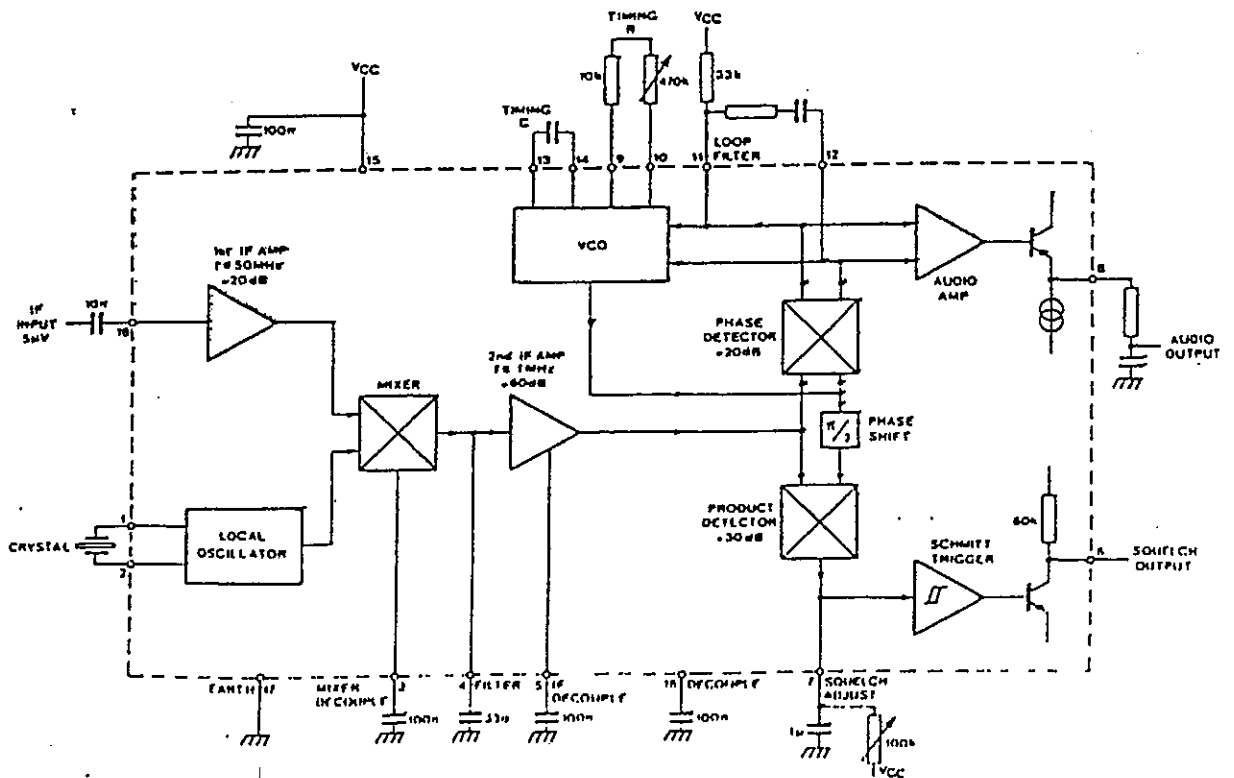 TIMING
R
VCC
10k
470k
33k
VCC
100n
TIMING
C
LOOP
FILTER
15
13
14
9
10
11
12
VCO
AUDIO
AMP
8
AUDIO
OUTPUT
1st IF AMP
50MHz
20dB
10n
IF
INPUT
5µV
PHASE
DETECTOR
20dB
2nd IF AMP
1MHz
60dB
MIXER
π/2
PHASE
SHIFT
PRODUCT
DETECTOR
30dB
1
CRYSTAL
2
LOCAL
OSCILLATOR
SCHMITT
TRIGGER
60k
6
SQUELCH
OUTPUT
EARTH 17
MIXER 3
DECOUPLE
4 FILTER
5 IF
DECOUPLE
18 DECOUPLE
7 SQUELCH
ADJUST
100n
33n
100n
100n
1µ
100k
VCC